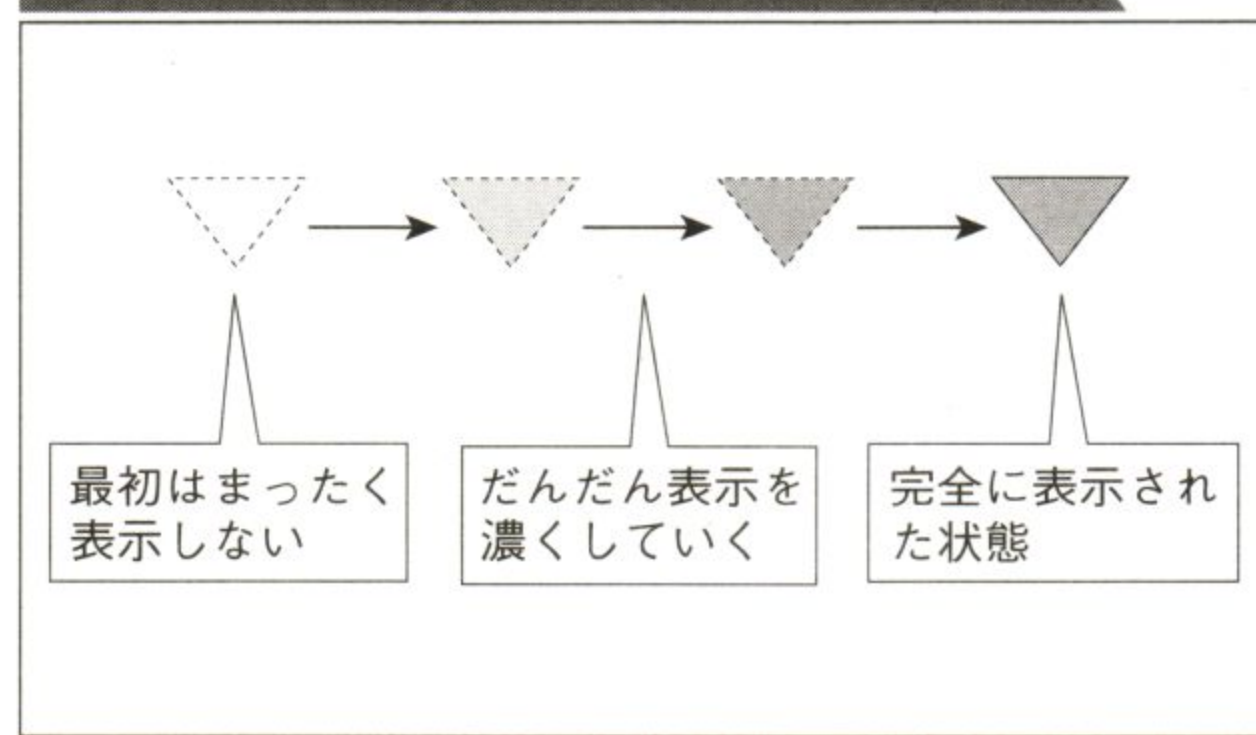 最初はまったく
表示しない
だんだん表示を
濃くしていく
完全に表示され
た状態